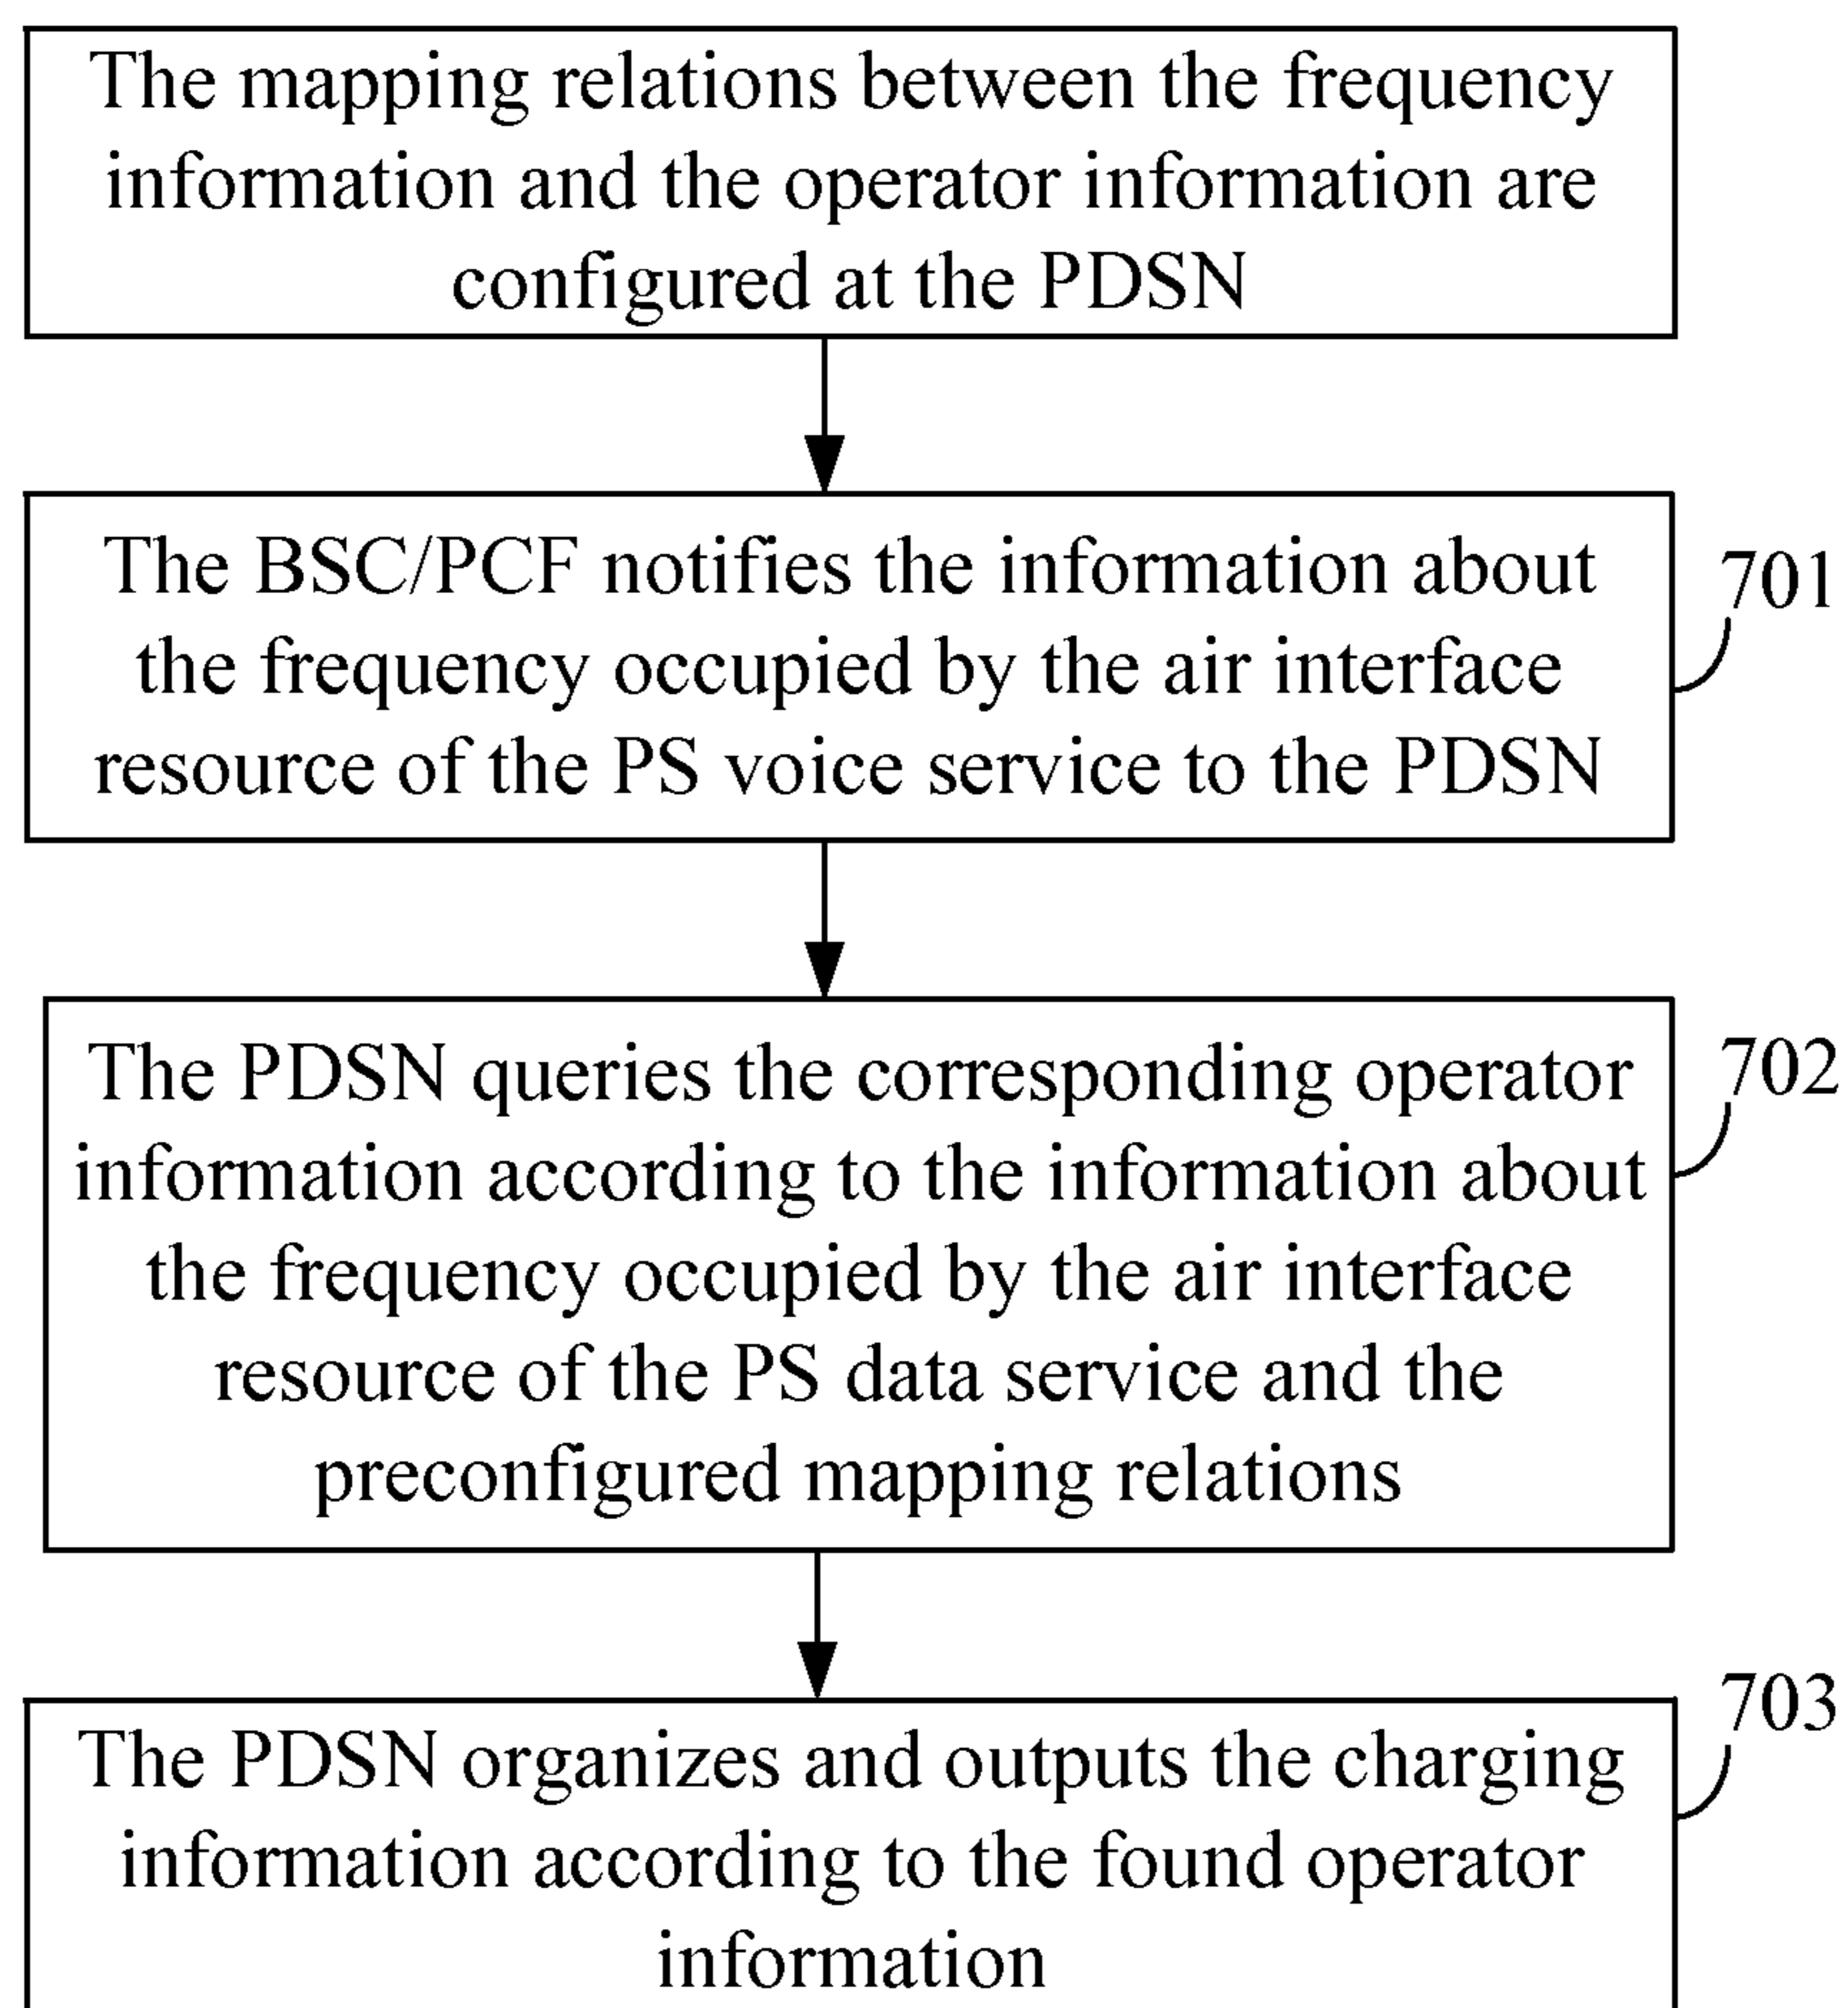 The mapping relations between the frequency
information and the operator information are
configured at the PDSN
The BSC/PCF notifies the information about
the frequency occupied by the air interface
resource of the PS voice service to the PDSN
701
The PDSN queries the corresponding operator
information according to the information about
the frequency occupied by the air interface
resource of the PS data service and the
preconfigured mapping relations
702
The PDSN organizes and outputs the charging
information according to the found operator
information
703